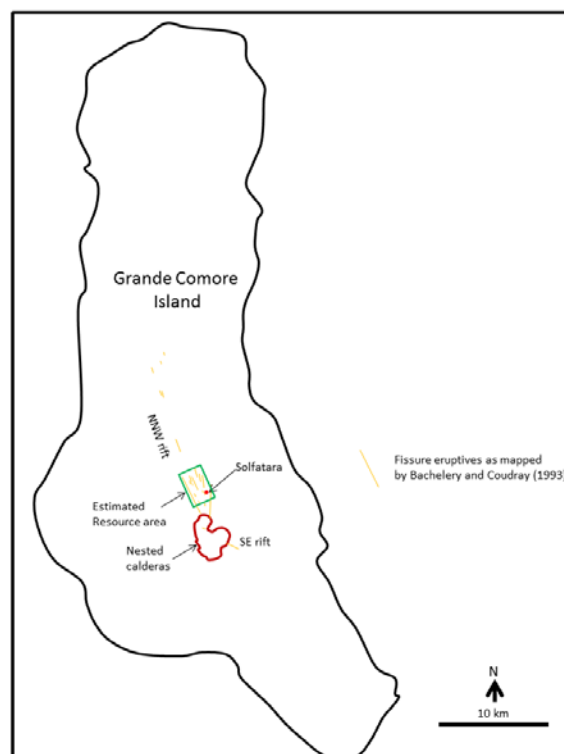 Grande Comore
Island
NNW rift
Solfatara
Fissure eruptives as mapped
by Bachelery and Coudray (1993)
Estimated
Resource area
SE rift
Nested
calderas
N
10 km